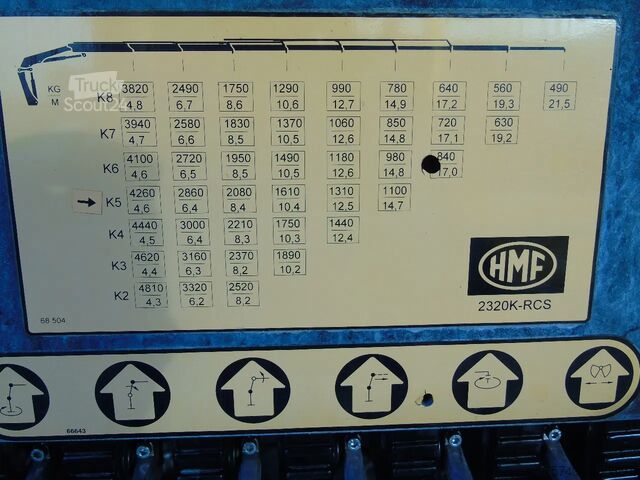 KG
M
Truck
Scout24
K8 3820 2490 1750 1290 990 780 640 560 490
4,8 6,7 8,6 10,6 12,7 14,9 17,2 19,3 21,5
K7 3940 2580 1830 1370 1060 850 720 630
4,7 6,6 8,5 10,5 12,6 14,8 17,1 19,2
K6 4100 2720 1950 1490 1180 980 840
4,6 6,5 8,5 10,5 12,6 14,8 17,0
K5 4260 2860 2080 1610 1310 1100
4,6 6,4 8,4 10,4 12,5 14,7
K4 4440 3000 2210 1750 1440
4,5 6,4 8,3 10,3 12,4
K3 4620 3160 2370 1890
4,4 6,3 8,2 10,2
K2 4810 3320 2520
4,3 6,2 8,2
HMF
2320K-RCS
68 504
66643